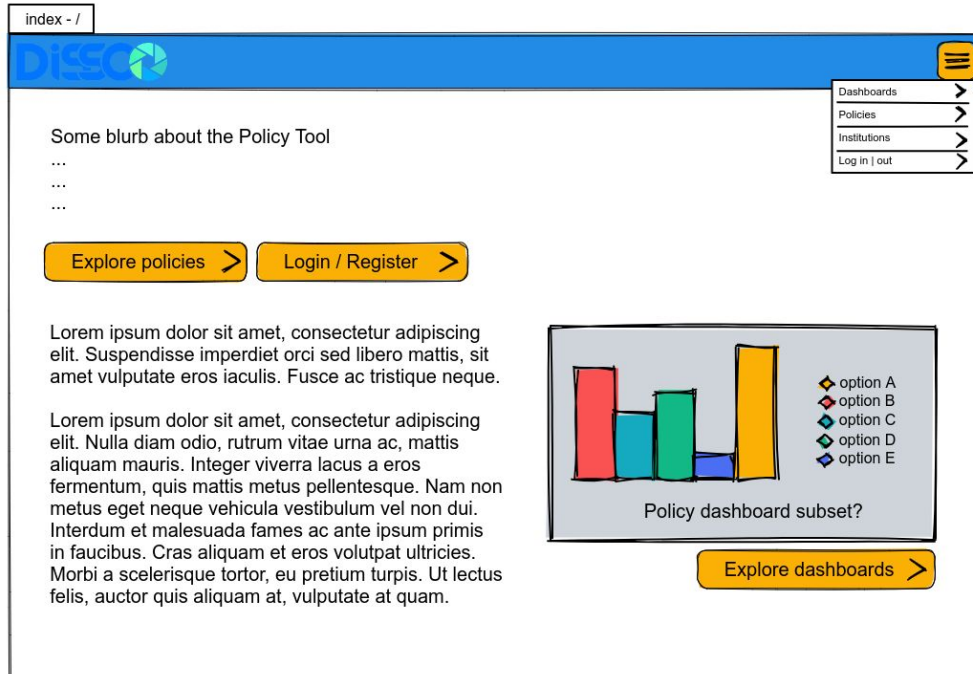 index - /
DiSSCo
Dashboards
Policies
Institutions
Log in | out
Some blurb about the Policy Tool
...
...
...
Explore policies
Login / Register
Lorem ipsum dolor sit amet, consectetur adipiscing
elit. Suspendisse imperdiet orci sed libero mattis, sit
amet vulputate eros iaculis. Fusce ac tristique neque.
Lorem ipsum dolor sit amet, consectetur adipiscing
elit. Nulla diam odio, rutrum vitae urna ac, mattis
aliquam mauris. Integer viverra lacus a eros
fermentum, quis mattis metus pellentesque. Nam non
metus eget neque vehicula vestibulum vel non dui.
Interdum et malesuada fames ac ante ipsum primis
in faucibus. Cras aliquam et eros volutpat ultricies.
Morbi a scelerisque tortor, eu pretium turpis. Ut lectus
felis, auctor quis aliquam at, vulputate at quam.
option A
option B
option C
option D
option E
Policy dashboard subset?
Explore dashboards